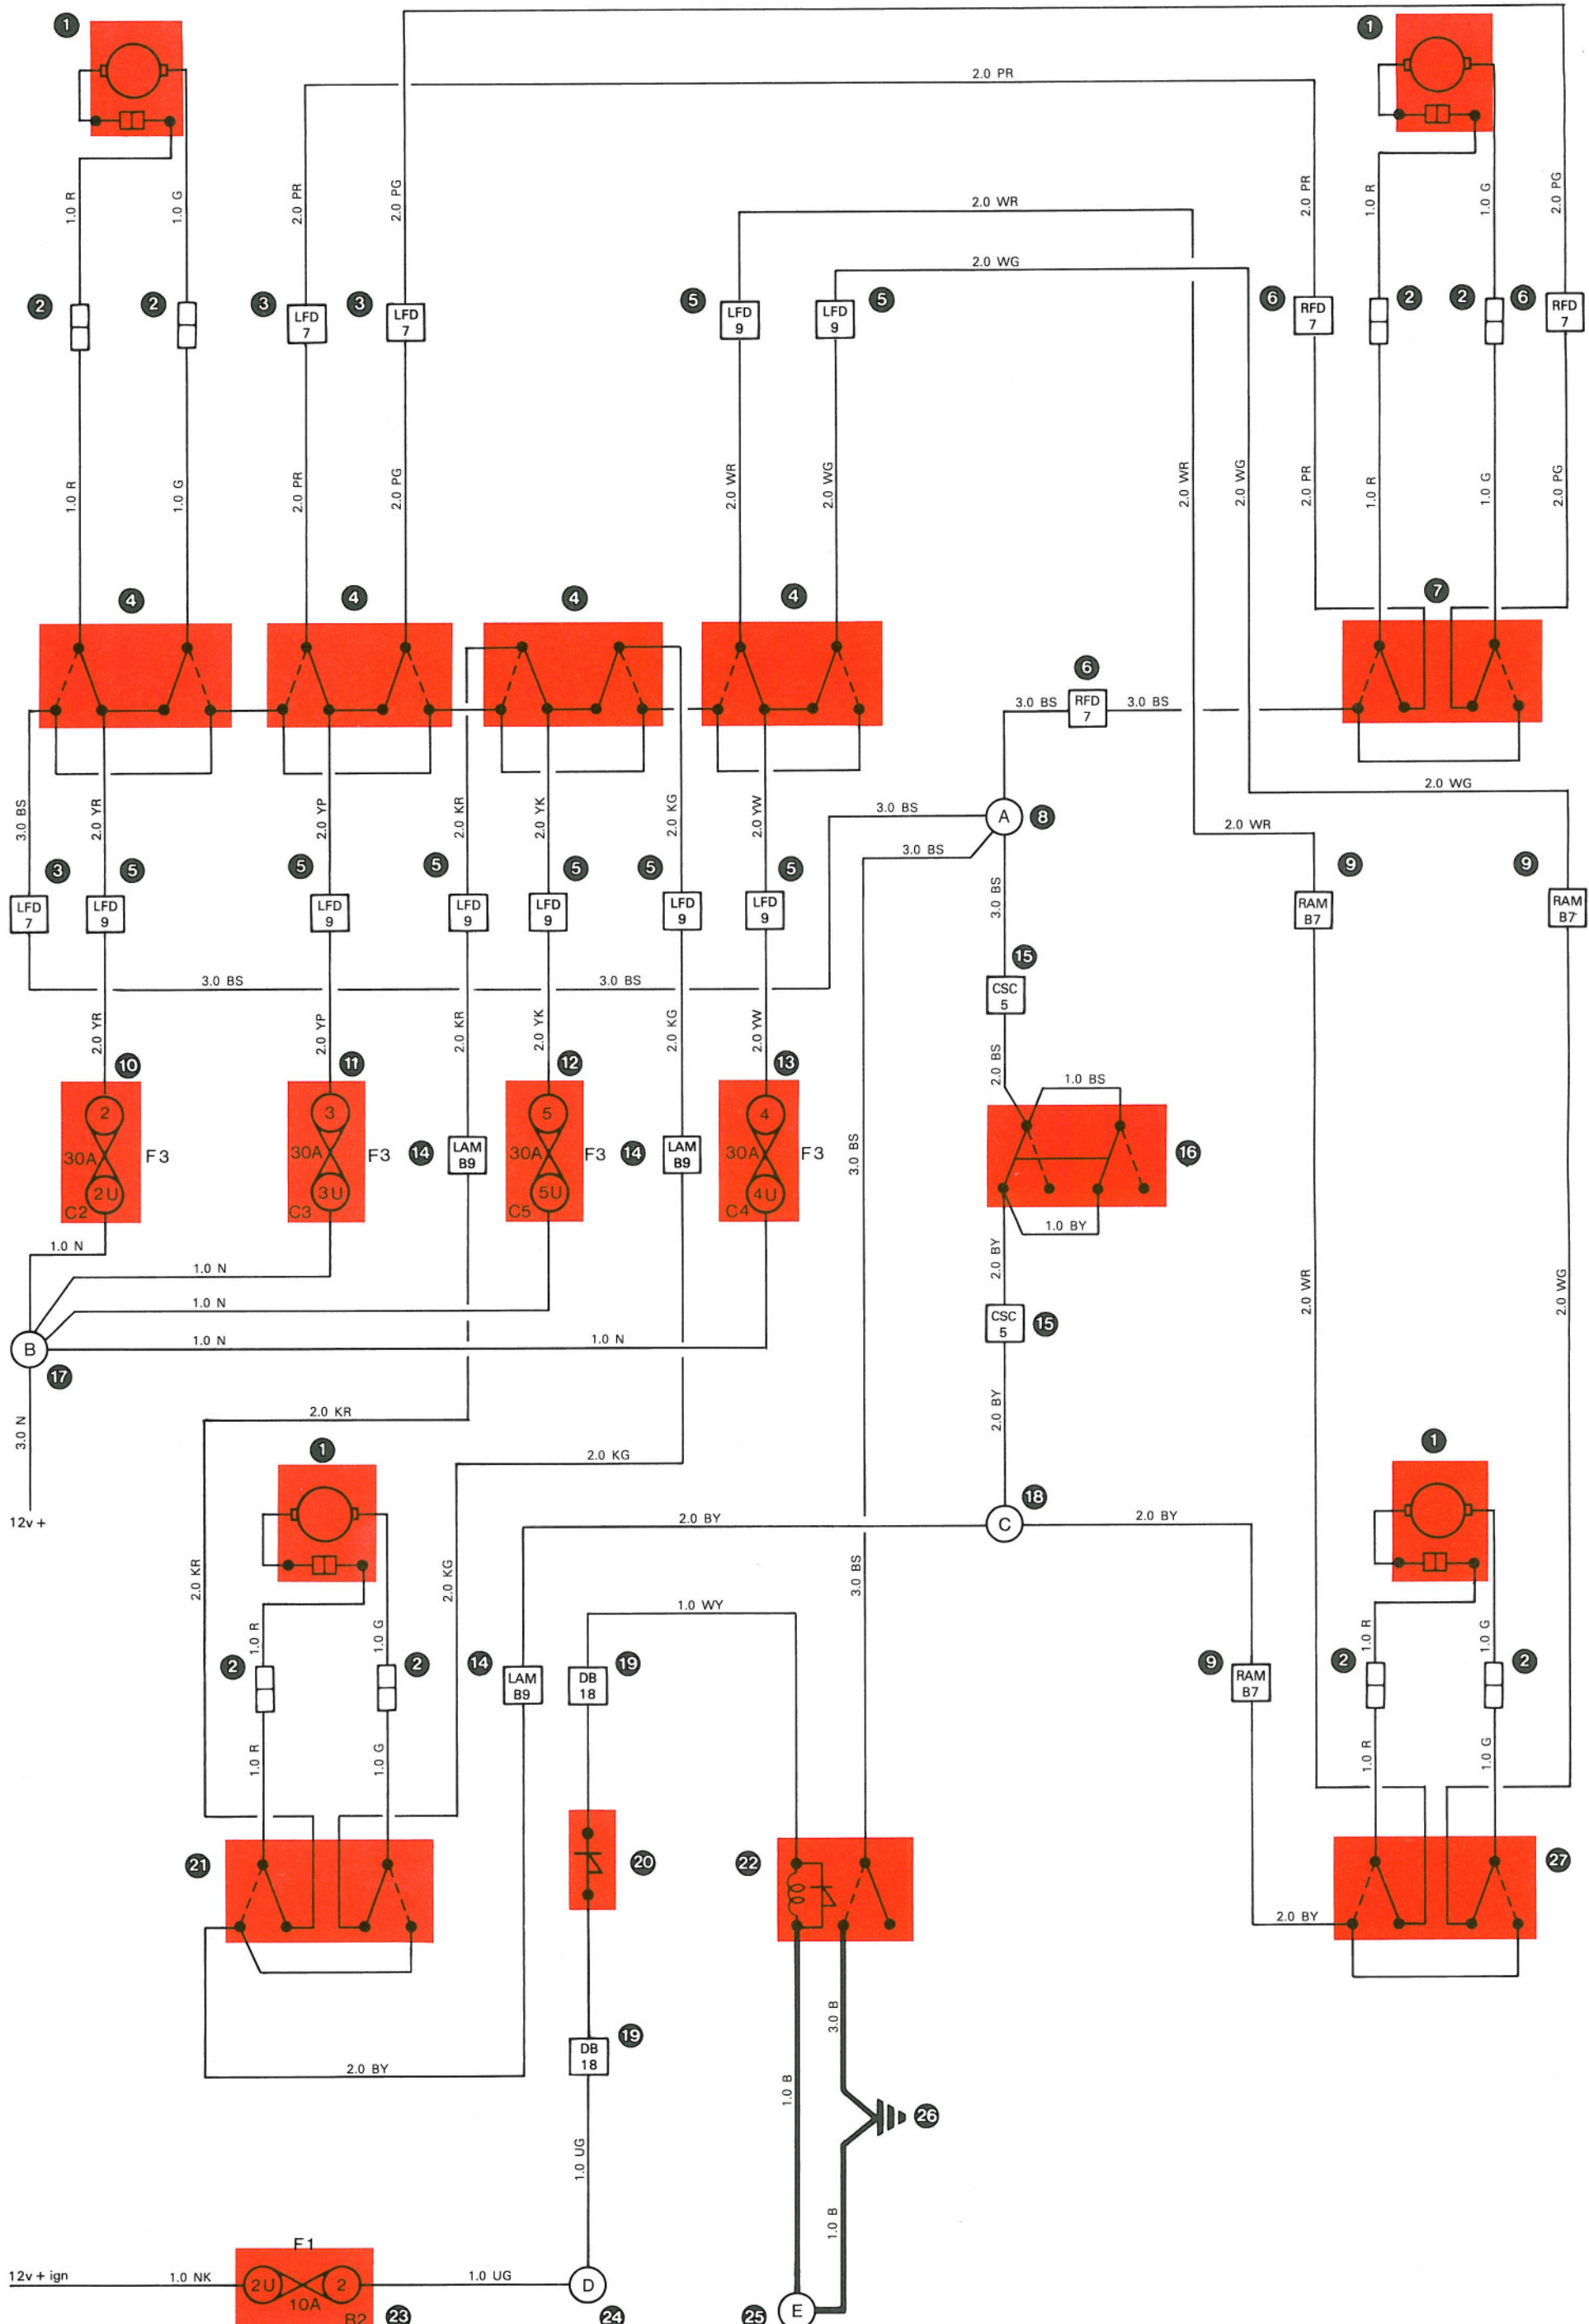 1
1
2.0 PR
1.0 R
1.0 G
2.0 PR
2.0 PG
2.0 WR
2.0 PR
1.0 R
1.0 G
2.0 PG
2.0 WG
2
2
3
LFD 7
3
LFD 7
5
LFD 9
LFD 9
5
6
RFD 7
2
2
6
RFD 7
1.0 R
1.0 G
2.0 PR
2.0 PG
2.0 WR
2.0 WG
2.0 WR
2.0 WG
2.0 PR
1.0 R
1.0 G
2.0 PG
4
4
4
4
7
6
3.0 BS
RFD 7
3.0 BS
2.0 WG
3.0 BS
2.0 YR
2.0 YP
2.0 KR
2.0 YK
2.0 KG
2.0 YW
3.0 BS
A
8
2.0 WR
3.0 BS
3
LFD 7
5
LFD 9
5
LFD 9
5
LFD 9
5
LFD 9
5
LFD 9
5
LFD 9
3.0 BS
9
RAM B7
9
RAM B7
3.0 BS
3.0 BS
15
CSC 5
2.0 YR
2.0 YP
2.0 KR
2.0 YK
2.0 KG
2.0 YW
2.0 BS
1.0 BS
10
11
12
13
2
30A
2U
C2
F3
3
30A
3U
C3
F3
14
LAM B9
5
30A
5U
C5
F3
14
LAM B9
4
30A
4U
C4
F3
3.0 BS
16
1.0 BY
1.0 N
1.0 N
1.0 N
1.0 N
1.0 N
B
17
2.0 BY
CSC 5
15
2.0 WR
2.0 WG
3.0 N
12v +
2.0 KR
2.0 KG
2.0 BY
1
1
18
C
2.0 BY
2.0 BY
2.0 KR
2.0 KG
3.0 BS
1.0 WY
1.0 R
1.0 G
2
2
14
LAM B9
DB 18
19
9
RAM B7
1.0 R
1.0 G
2
2
1.0 R
1.0 G
1.0 R
1.0 G
21
20
22
27
2.0 BY
3.0 B
DB 18
19
2.0 BY
1.0 B
26
1.0 UG
1.0 B
F1
12v + ign
1.0 NK
2U
2
10A
B2
23
1.0 UG
D
24
25
E